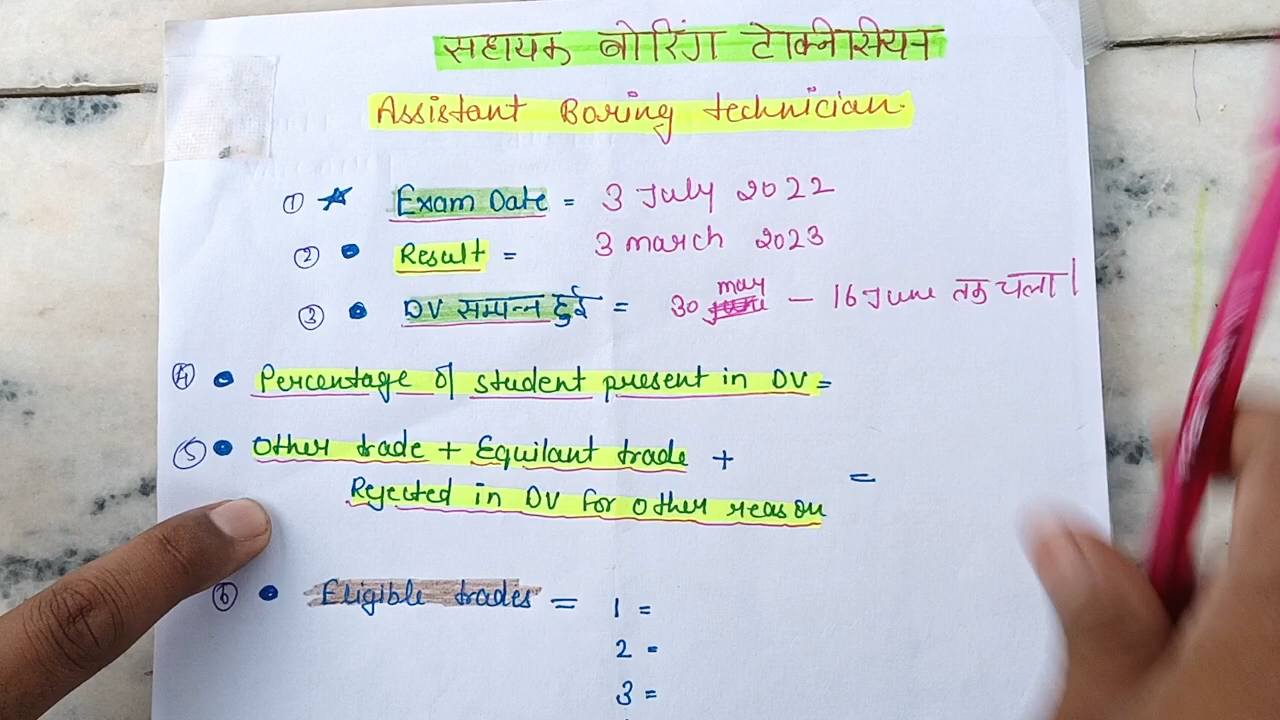 सहायक बोरिंग टेक्नीसियन
Assistant Boring technician.
① ★ Exam Date = 3 July 2022
② • Result = 3 march 2023
③ • DV सम्पन्न हुई = 30 may – 16 June तक चला।
④ • Percentage of student present in DV =
⑤ • Other trade + Equilant trade +
Rejected in DV for other reason =
⑥ • Eligible trades = 1 =
2 =
3 =